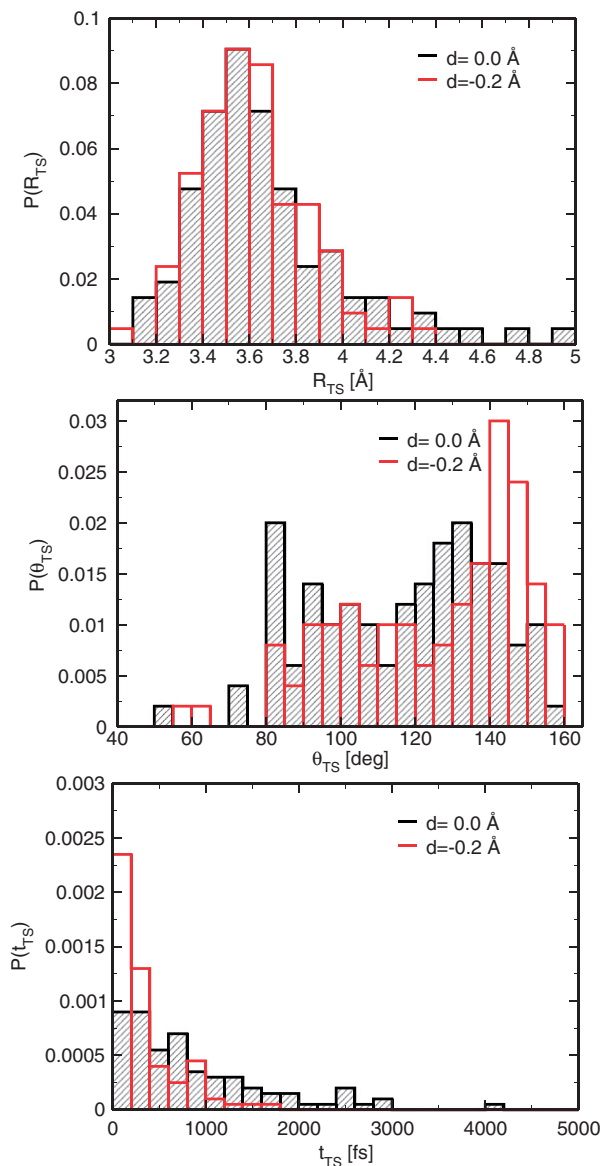 0.1
0.08
0.06
0.04
0.02
0
P(R_TS)
d= 0.0 Å
d=-0.2 Å
3 3.2 3.4 3.6 3.8 4 4.2 4.4 4.6 4.8 5
R_TS [Å]
0.03
0.025
0.02
0.015
0.01
0.005
0
P(θ_TS)
d= 0.0 Å
d=-0.2 Å
40 60 80 100 120 140 160
θ_TS [deg]
0.003
0.0025
0.002
0.0015
0.001
0.0005
0
P(t_TS)
d= 0.0 Å
d=-0.2 Å
0 1000 2000 3000 4000 5000
t_TS [fs]